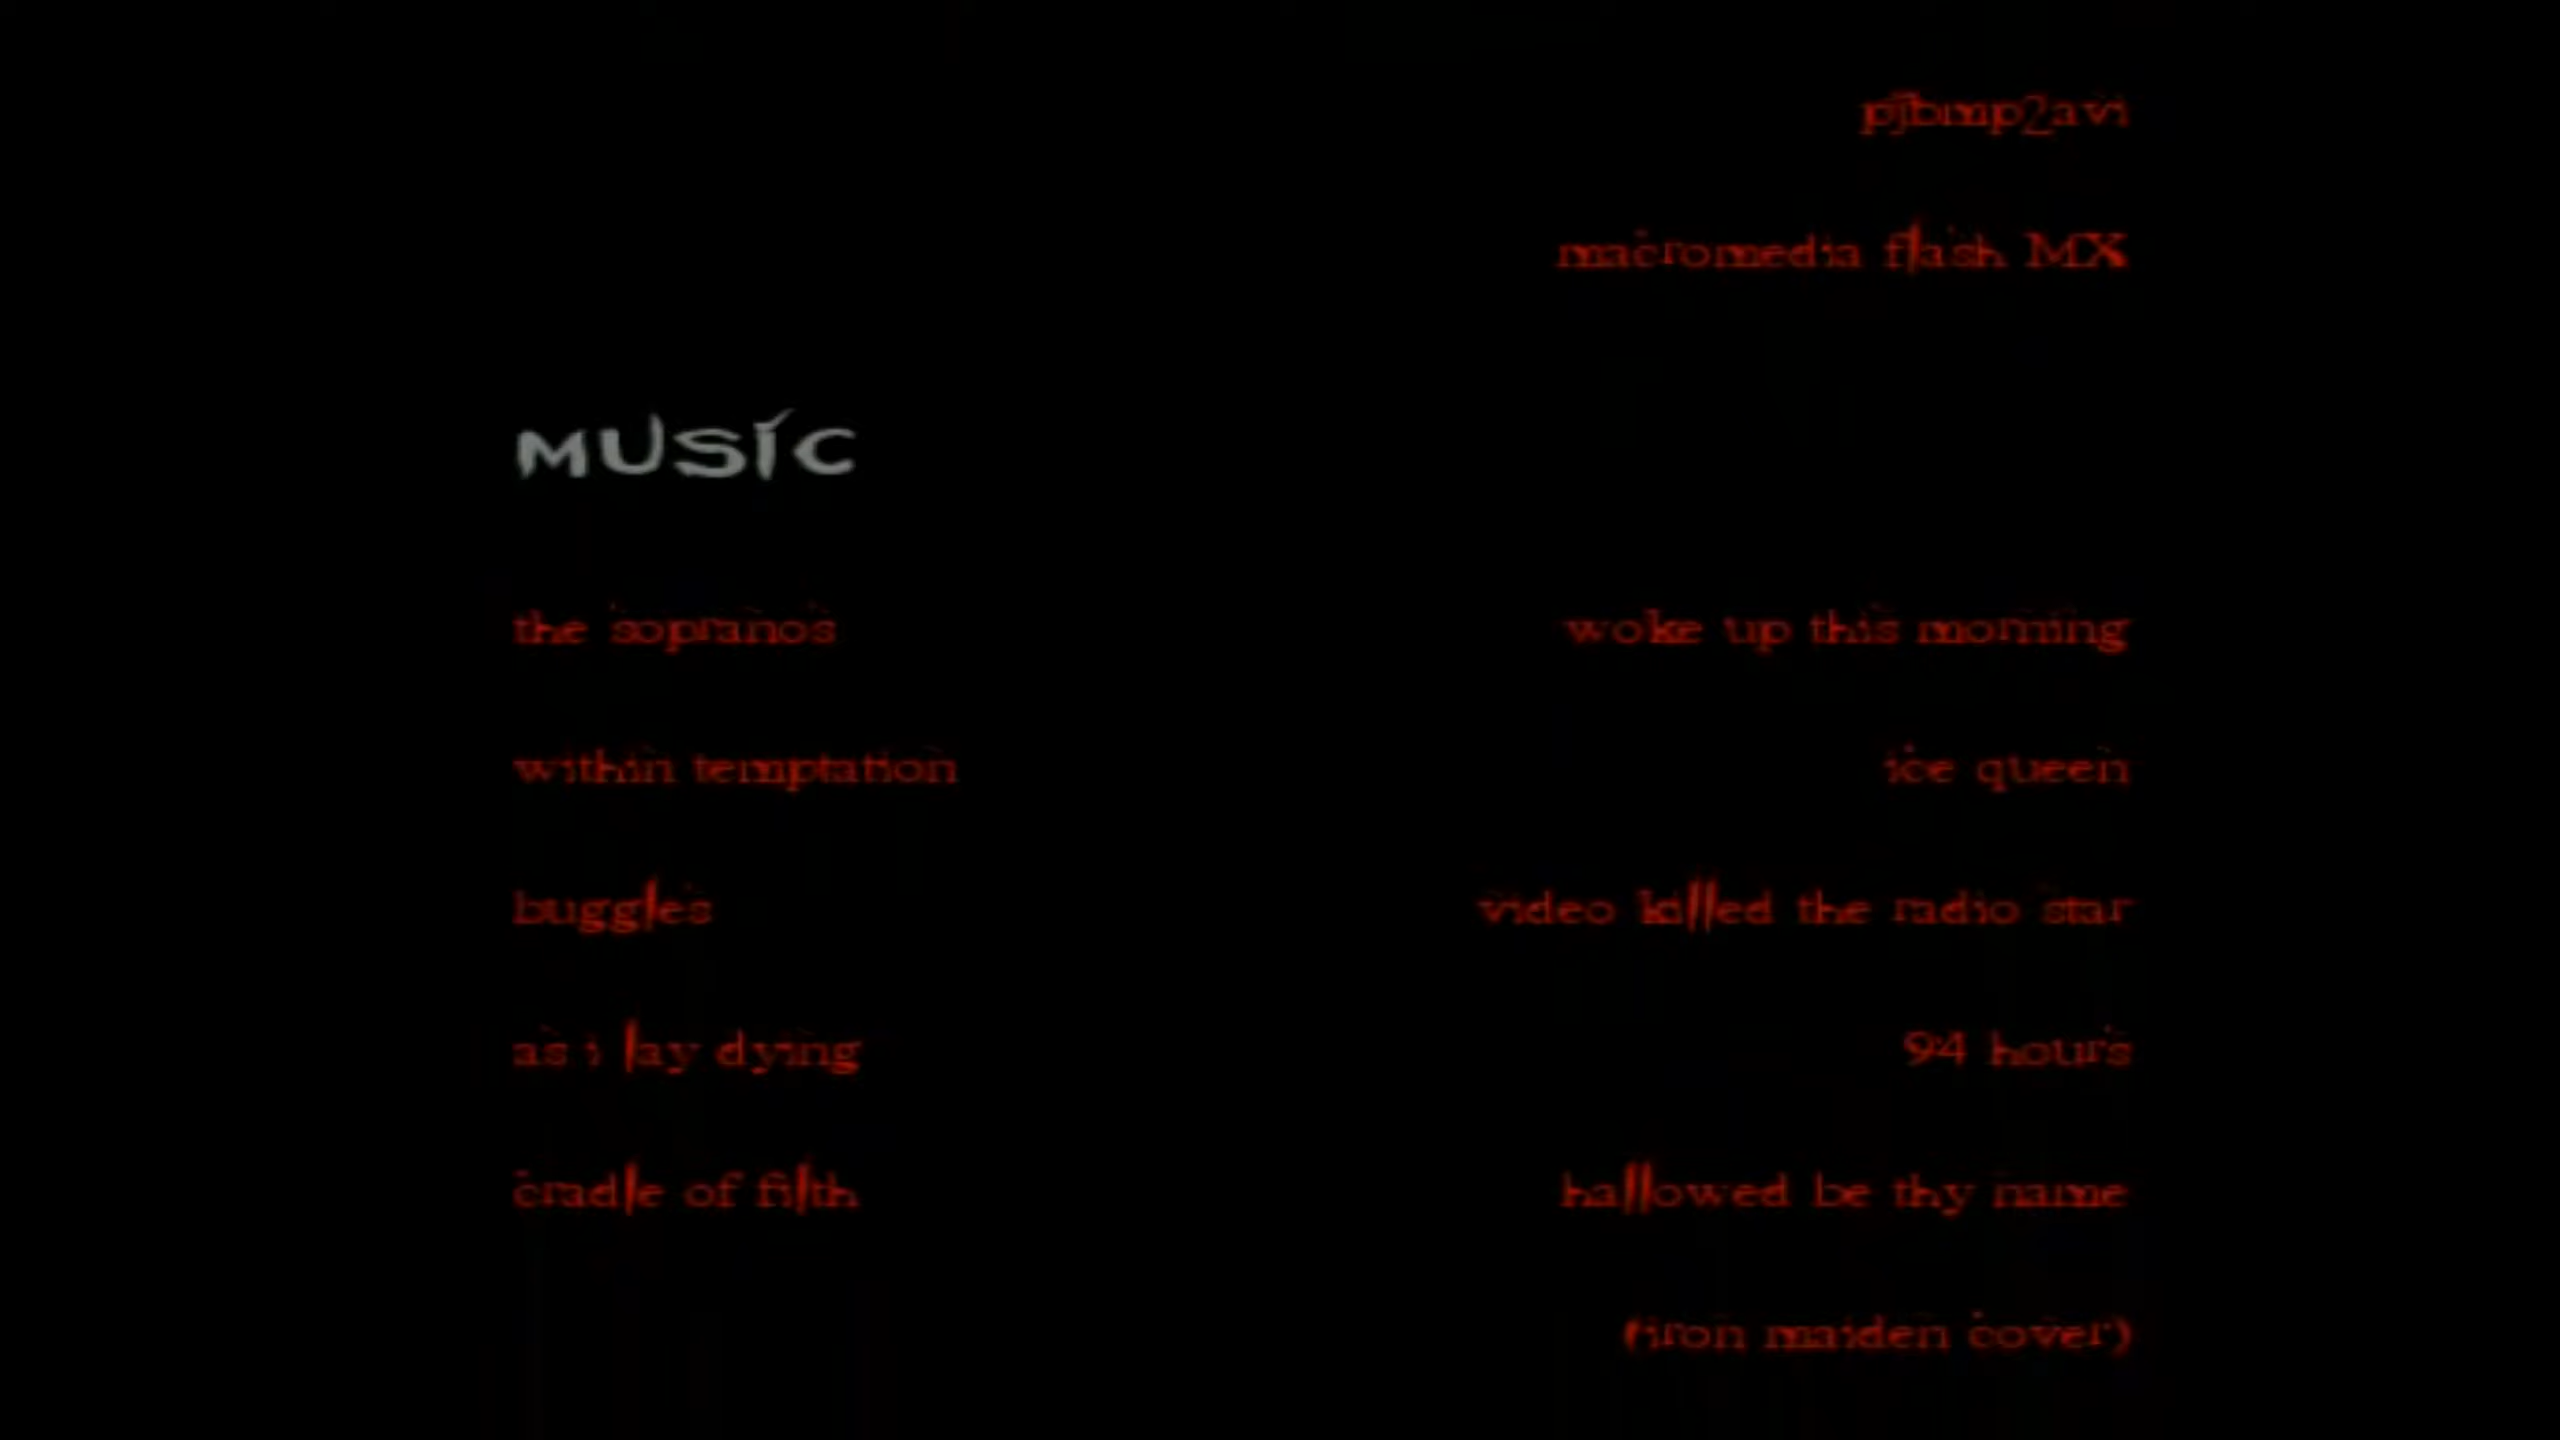 pjbmp2avi
macromedia flash MX
MUSIC
the sopranos woke up this morning
within temptation ice queen
buggles video killed the radio star
as i lay dying 94 hours
cradle of filth hallowed be thy name
(iron maiden cover)